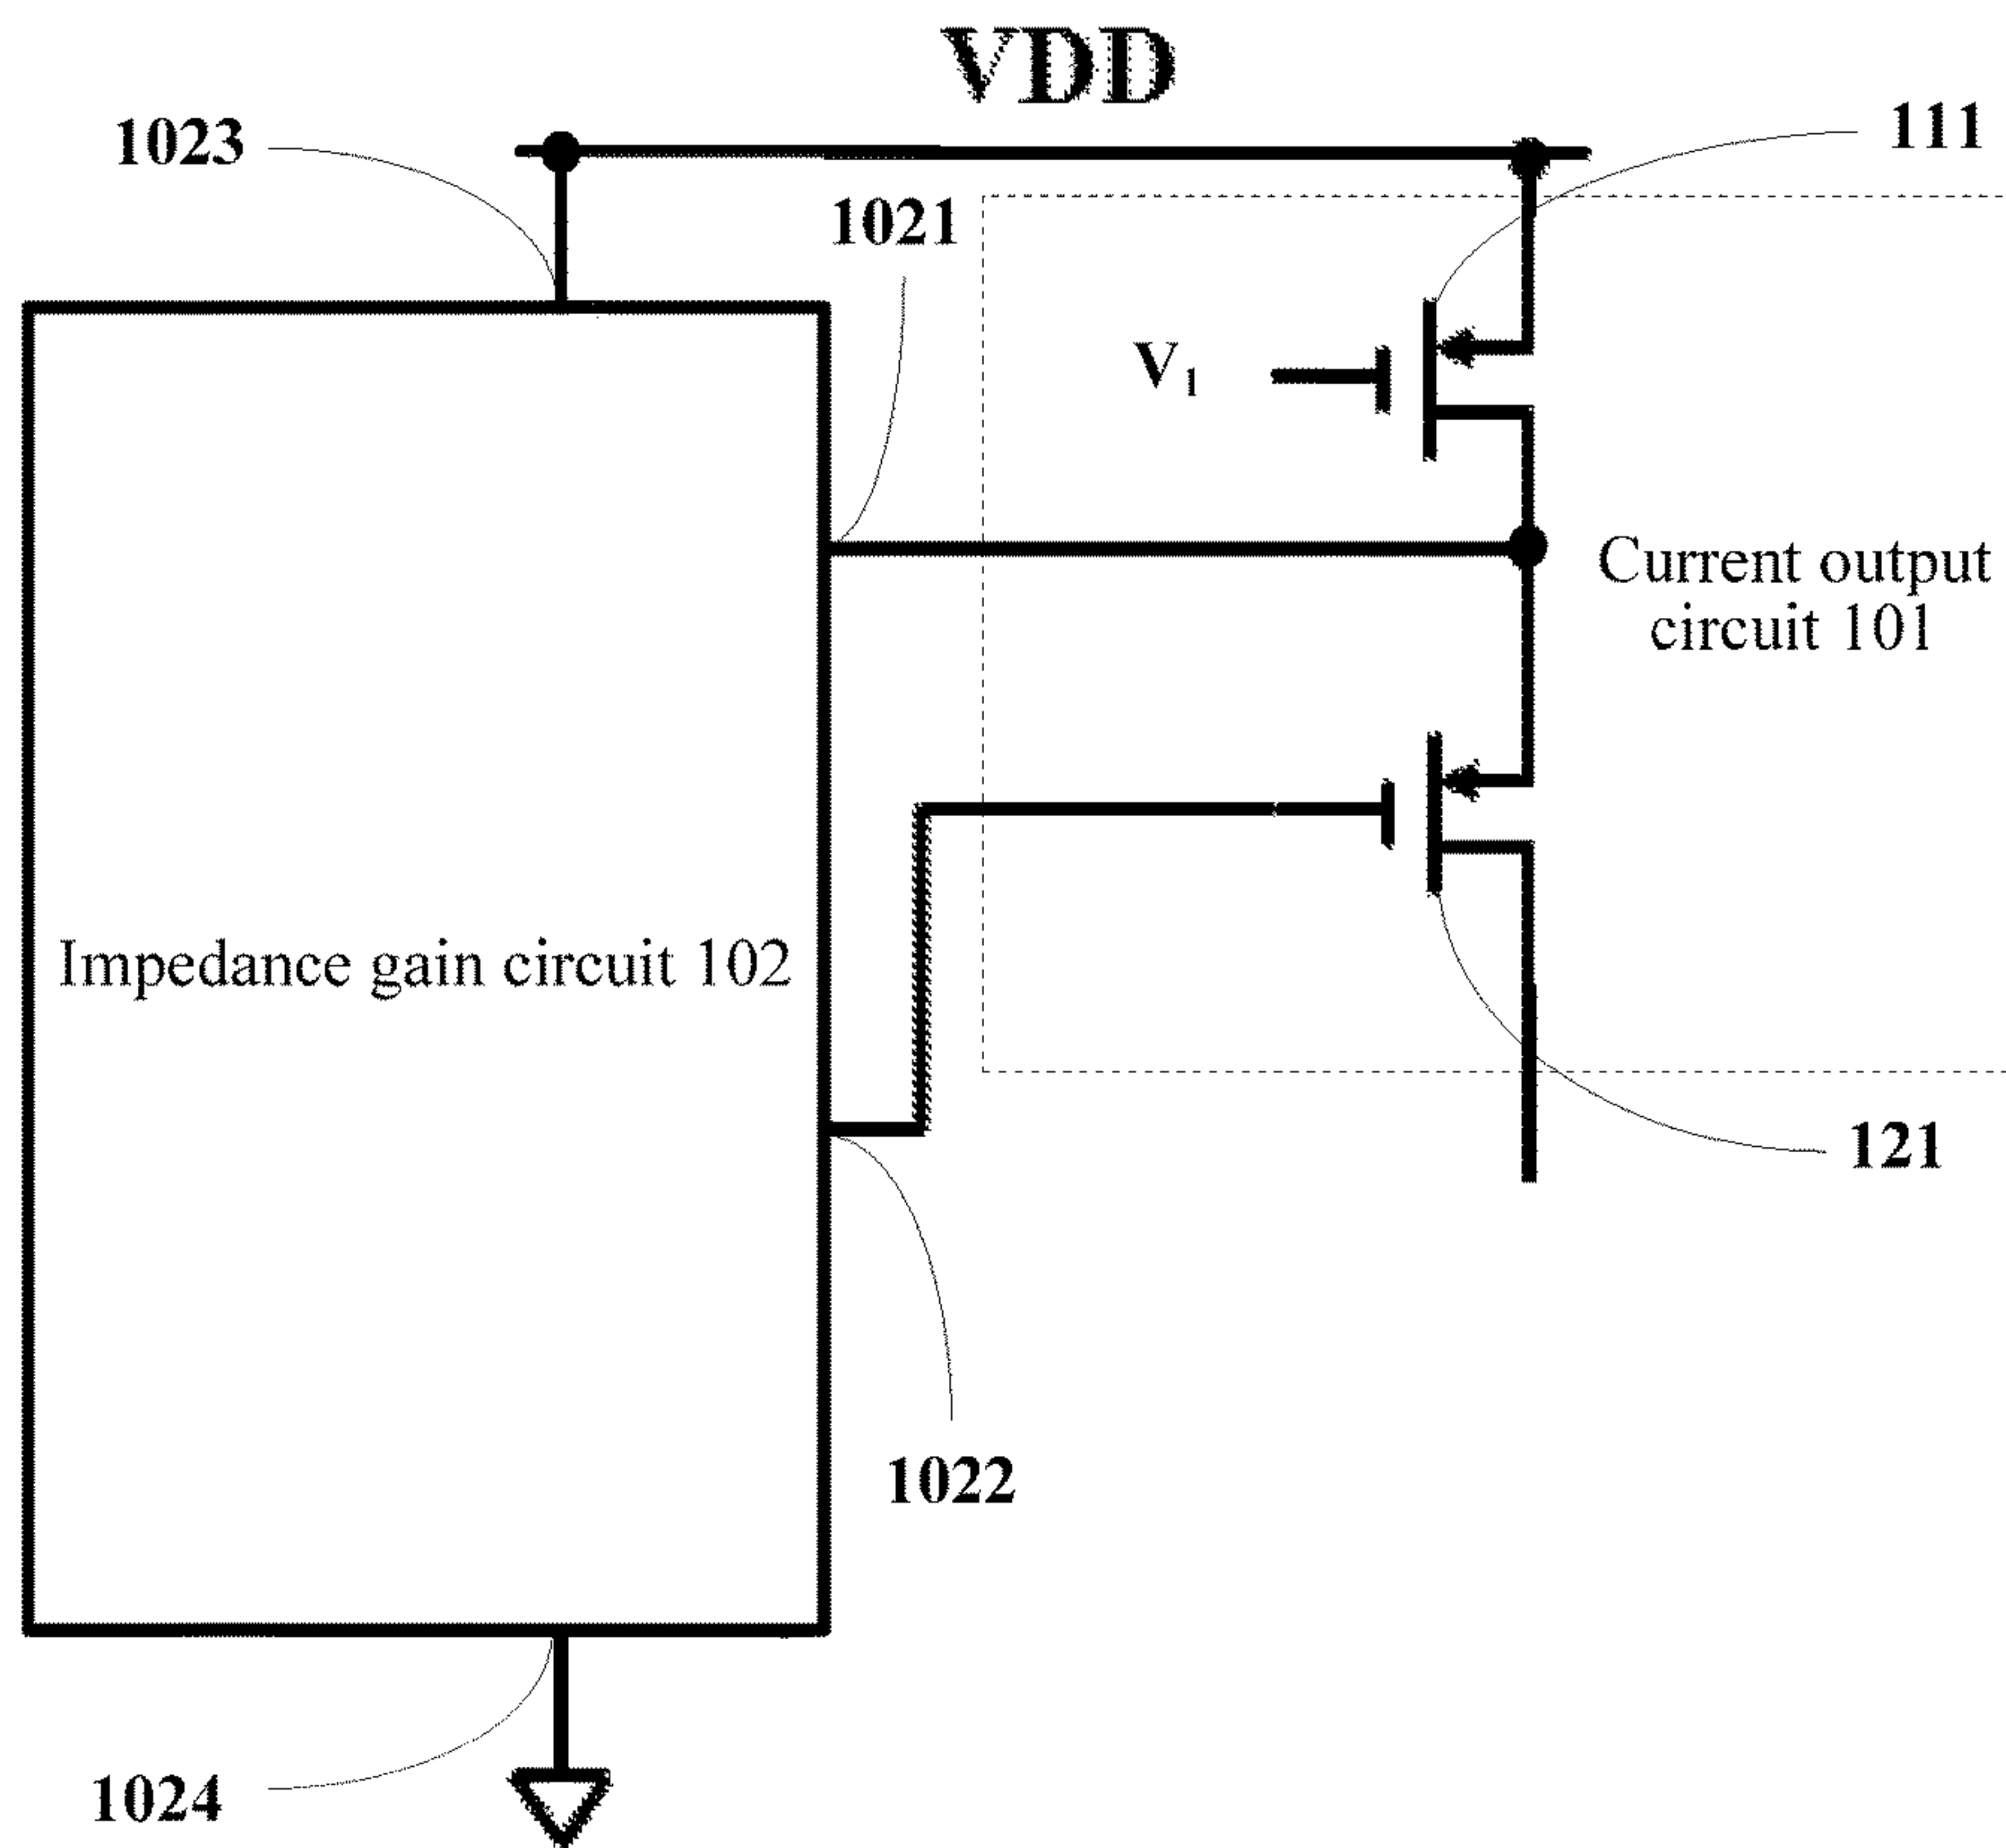 VDD
1023
111
1021
V1
Current output
circuit 101
Impedance gain circuit 102
121
1022
1024